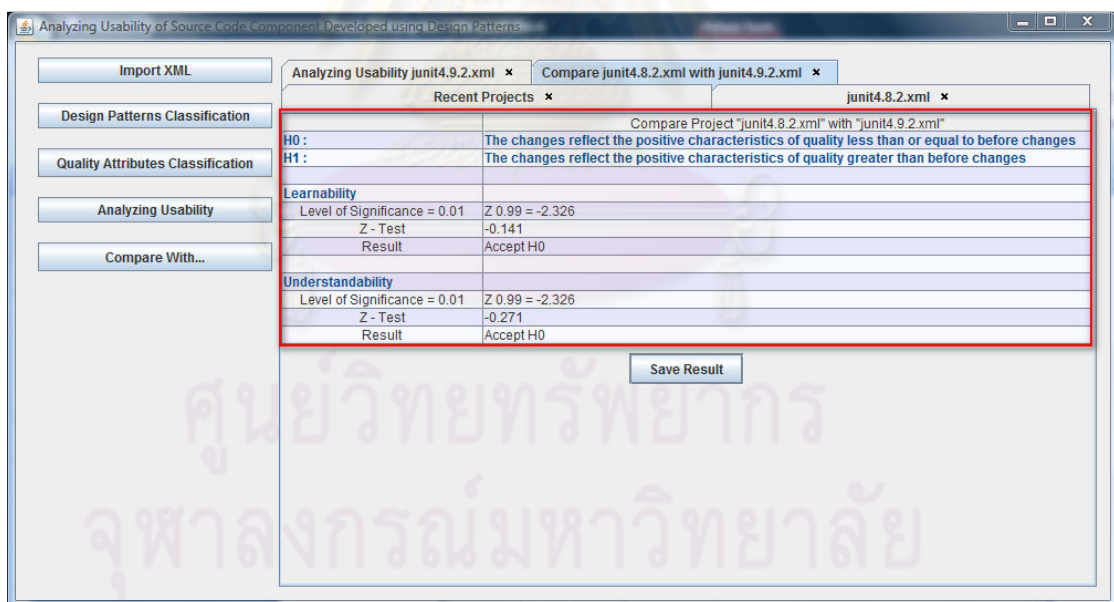 Analyzing Usability of Source Code Component Developed using Design Patterns
Import XML
Design Patterns Classification
Quality Attributes Classification
Analyzing Usability
Compare With...
Analyzing Usability junit4.9.2.xml ×
Compare junit4.8.2.xml with junit4.9.2.xml ×
Recent Projects ×
junit4.8.2.xml ×
Compare Project "junit4.8.2.xml" with "junit4.9.2.xml"
H0 : The changes reflect the positive characteristics of quality less than or equal to before changes
H1 : The changes reflect the positive characteristics of quality greater than before changes
Learnability
Level of Significance = 0.01 Z 0.99 = -2.326
Z - Test -0.141
Result Accept H0
Understandability
Level of Significance = 0.01 Z 0.99 = -2.326
Z - Test -0.271
Result Accept H0
Save Result
ศูนย์วิทยทรัพยากร
จุฬาลงกรณ์มหาวิทยาลัย